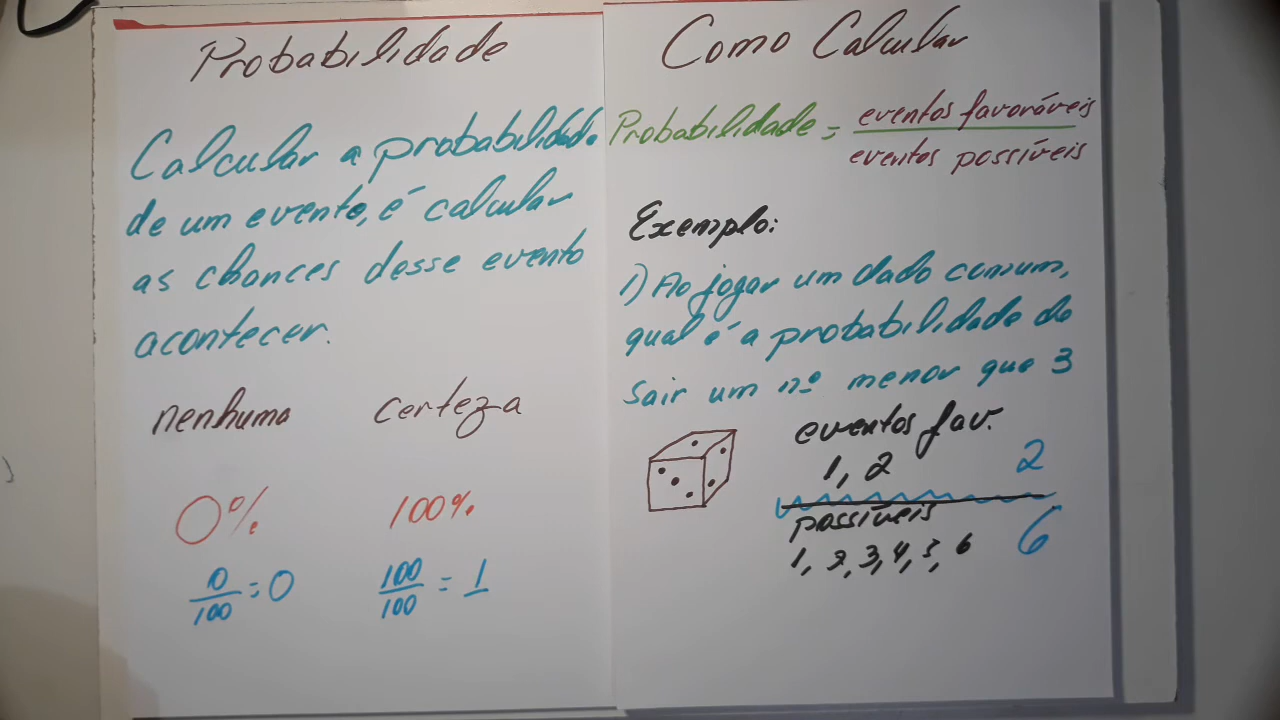 Probabilidade
Calcular a probabilidade
de um evento, é calcular
as chances desse evento
acontecer.
nenhuma certeza
0% 100%
0/100 = 0 100/100 = 1
Como Calcular
Probabilidade = eventos favoráveis
eventos possíveis
Exemplo:
1) Ao jogar um dado comum,
qual é a probabilidade de
Sair um nº menor que 3
eventos fav.
1, 2 2
possíveis
1, 2, 3, 4, 5, 6 6